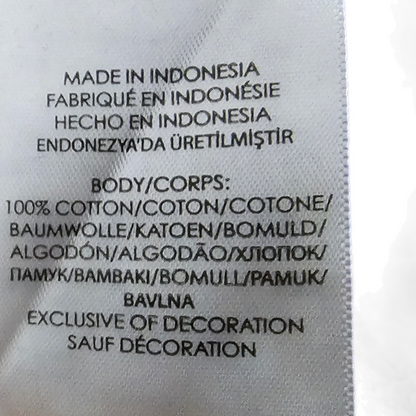 MADE IN INDONESIA
FABRIQUÉ EN INDONÉSIE
HECHO EN INDONESIA
ENDONEZYA'DA ÜRETİLMİŞTİR
BODY/CORPS:
100% COTTON/COTON/COTONE/
BAUMWOLLE/KATOEN/BOMULD/
ALGODÓN/ALGODÃO/ХЛОПОК/
ПАМУК/BAMBAKI/BOMULL/PAMUK/
BAVLNA
EXCLUSIVE OF DECORATION
SAUF DÉCORATION